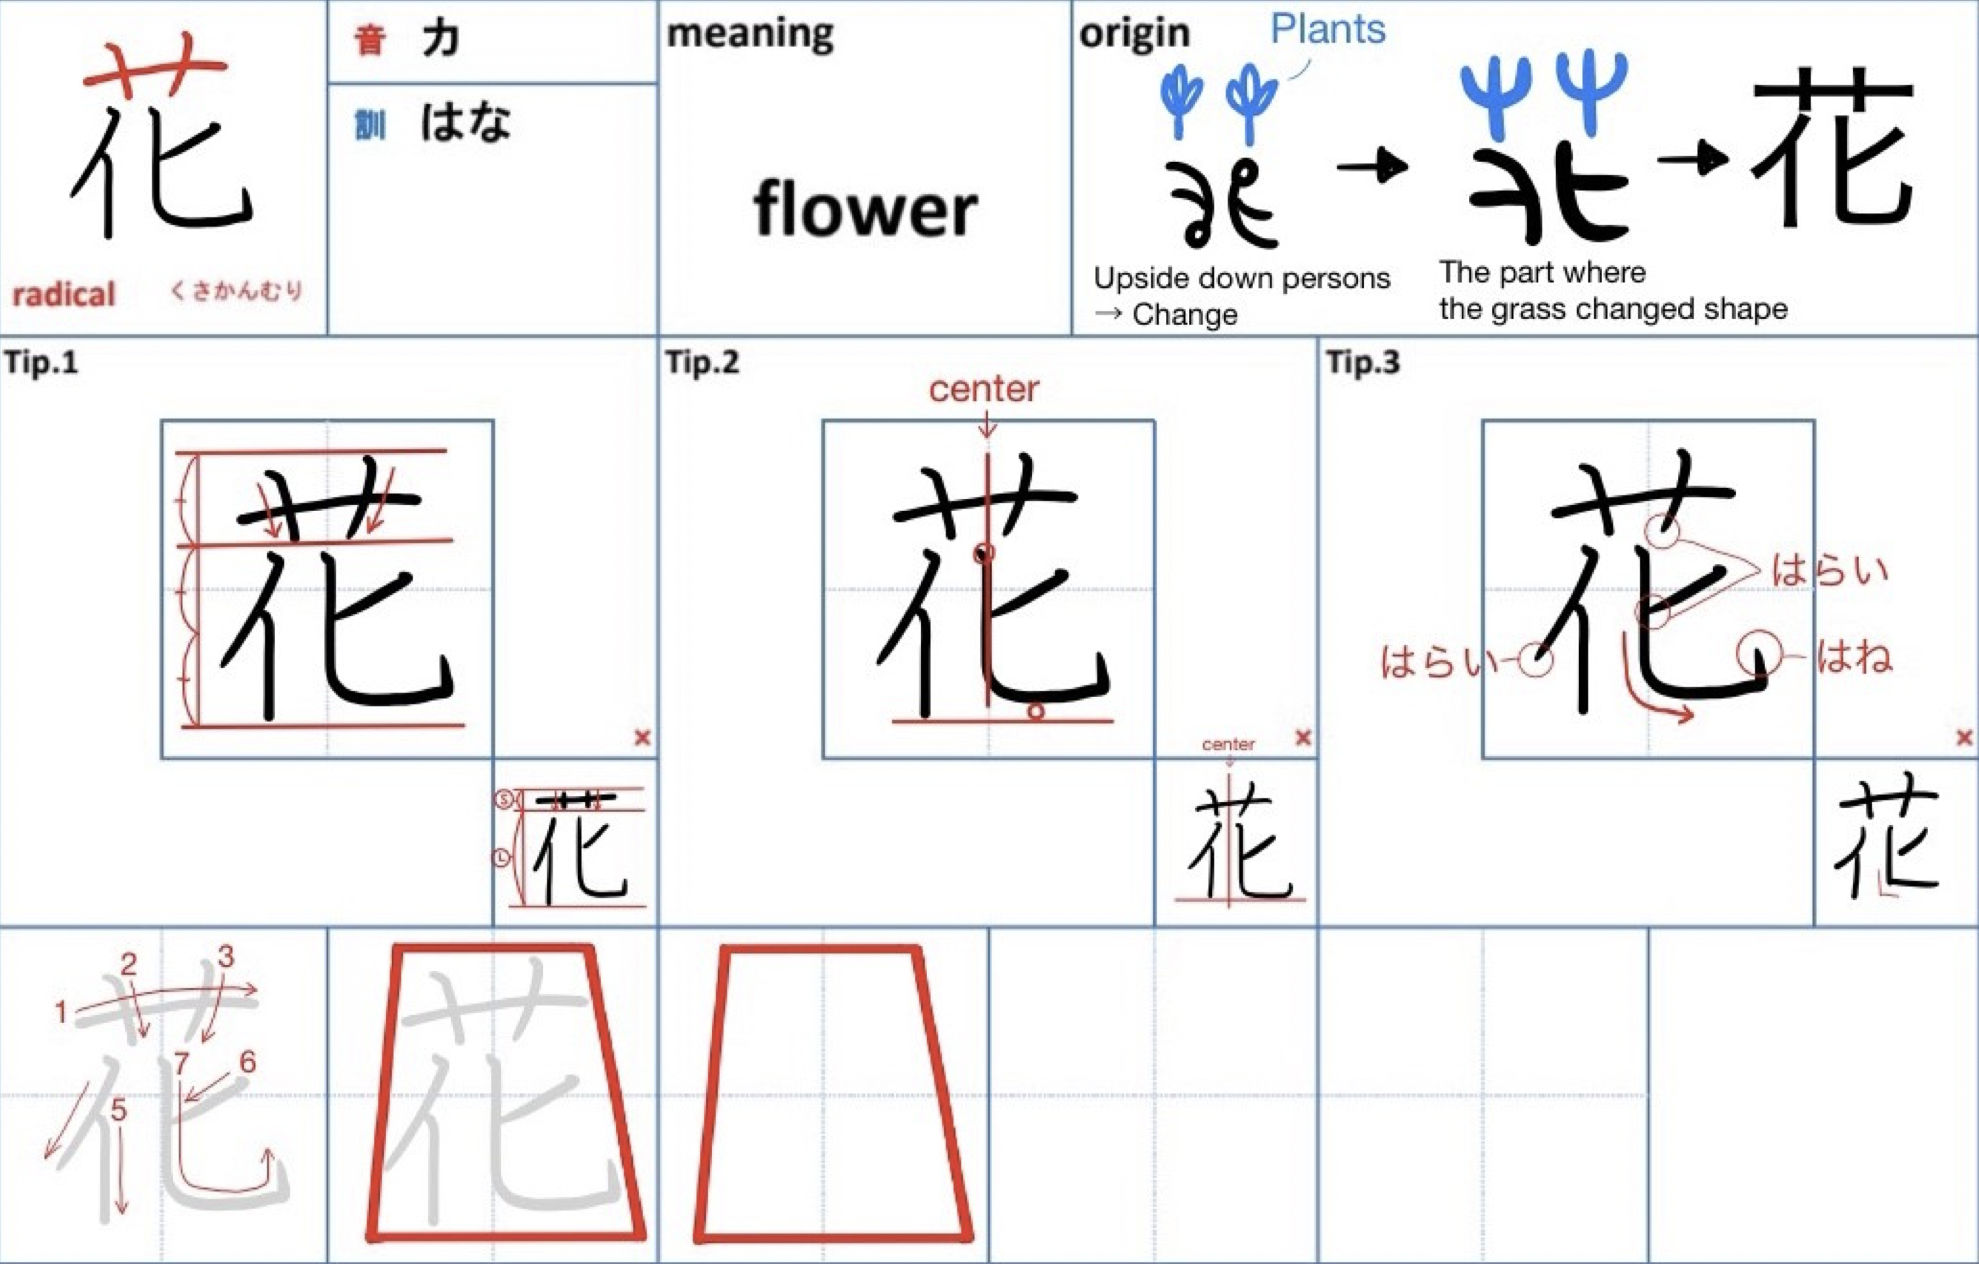 花
radical くさかんむり
音 カ
訓 はな
meaning
flower
origin
Plants
花
Upside down persons
→ Change
The part where
the grass changed shape
Tip.1
花
×
S
L
花
Tip.2
center
花
×
center
花
Tip.3
花
はらい
はらい
はね
×
花
1
2
3
5
6
7
花
花